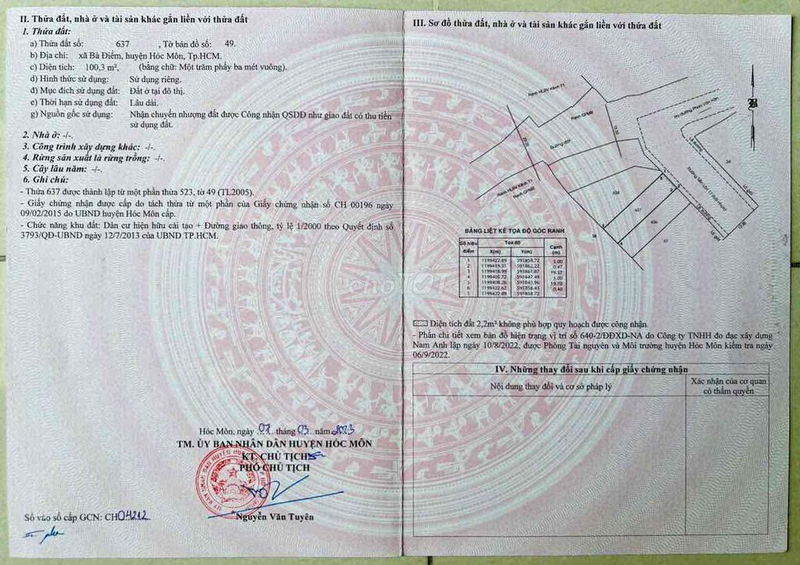 II. Thửa đất, nhà ở và tài sản khác gắn liền với thửa đất
1. Thửa đất:
a) Thửa đất số: 637 , Tờ bản đồ số: 49.
b) Địa chỉ: xã Bà Điểm, huyện Hóc Môn, Tp.HCM.
c) Diện tích: 100,3 m², (bằng chữ: Một trăm phẩy ba mét vuông).
d) Hình thức sử dụng: Sử dụng riêng.
đ) Mục đích sử dụng đất: Đất ở tại đô thị.
e) Thời hạn sử dụng đất: Lâu dài.
g) Nguồn gốc sử dụng: Nhận chuyển nhượng đất được Công nhận QSDĐ như giao đất có thu tiền
sử dụng đất.
2. Nhà ở: -/-.
3. Công trình xây dựng khác: -/-.
4. Rừng sản xuất là rừng trồng: -/-.
5. Cây lâu năm: -/-.
6. Ghi chú:
- Thửa 637 được thành lập từ một phần thửa 523, tờ 49 (TL2005).
- Giấy chứng nhận được cấp do tách thửa từ một phần của Giấy chứng nhận số CH 00196 ngày
09/02/2015 do UBND huyện Hóc Môn cấp.
- Chức năng khu đất: Dân cư hiện hữu cải tạo + Đường giao thông, tỷ lệ 1/2000 theo Quyết định số
3793/QĐ-UBND ngày 12/7/2013 của UBND TP.HCM.
Hóc Môn, ngày 07 tháng 03 năm 2023
TM. ỦY BAN NHÂN DÂN HUYỆN HÓC MÔN
KT. CHỦ TỊCH
PHÓ CHỦ TỊCH
Nguyễn Văn Tuyên
Số vào sổ cấp GCN: CH04212
III. Sơ đồ thửa đất, nhà ở và tài sản khác gắn liền với thửa đất
BẢNG LIỆT KÊ TỌA ĐỘ GÓC RANH
Số hiệu điểm Tọa độ Cạnh (m)
X(m) Y(m)
Diện tích đất 2,2m² không phù hợp quy hoạch được công nhận.
- Phần chi tiết xem bản đồ hiện trạng vị trí số 640-2/ĐĐXD-NA do Công ty TNHH đo đạc xây dựng
Nam Anh lập ngày 10/8/2022, được Phòng Tài nguyên và Môi trường huyện Hóc Môn kiểm tra ngày
06/9/2022.
IV. Những thay đổi sau khi cấp giấy chứng nhận
Nội dung thay đổi và cơ sở pháp lý
Xác nhận của cơ quan
có thẩm quyền